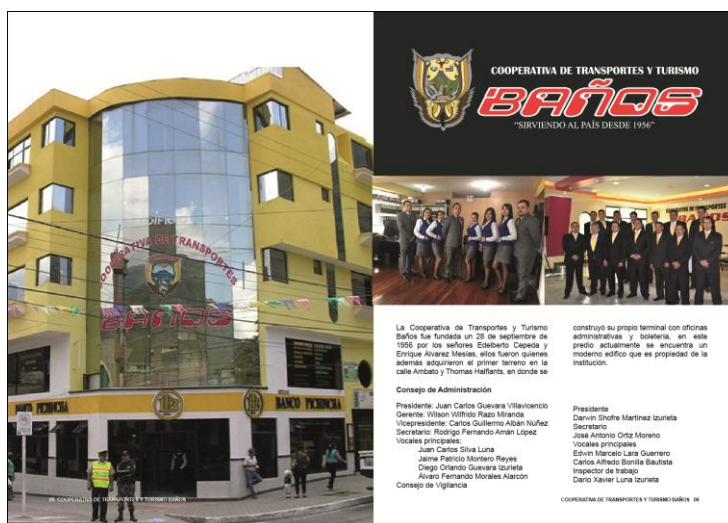 EDIFICIO
COOPERATIVA DE TRANSPORTES
BAÑOS
BANCO PICHINCHA
05 COOPERATIVA DE TRANSPORTES Y TURISMO BAÑOS
COOPERATIVA DE TRANSPORTES Y TURISMO
BAÑOS
"SIRVIENDO AL PAÍS DESDE 1956"
COOPERATIVA DE TRANSPORTES
BAÑOS
La Cooperativa de Transportes y Turismo
Baños fue fundada un 28 de septiembre de
1956 por los señores Edelberto Cepeda y
Enrique Álvarez Mesías, ellos fueron quienes
además adquirieron el primer terreno en la
calle Ambato y Thomas Halflants, en donde se
construyó su propio terminal con oficinas
administrativas y boletería, en este
predio actualmente se encuentra un
moderno edifico que es propiedad de la
institución.
Consejo de Administración
Presidente: Juan Carlos Guevara Villavicencio
Gerente: Wilson Wilfrido Razo Miranda
Vicepresidente: Carlos Guillermo Albán Núñez
Secretario: Rodrigo Fernando Amán López
Vocales principales:
Juan Carlos Silva Luna
Jaime Patricio Montero Reyes
Diego Orlando Guevara Izurieta
Álvaro Fernando Morales Alarcón
Consejo de Vigilancia
Presidente
Darwin Shofre Martínez Izurieta
Secretario
José Antonio Ortiz Moreno
Vocales principales
Edwin Marcelo Lara Guerrero
Carlos Alfredo Bonilla Bautista
Inspector de trabajo
Darío Xavier Luna Izurieta
COOPERATIVA DE TRANSPORTES Y TURISMO BAÑOS 06